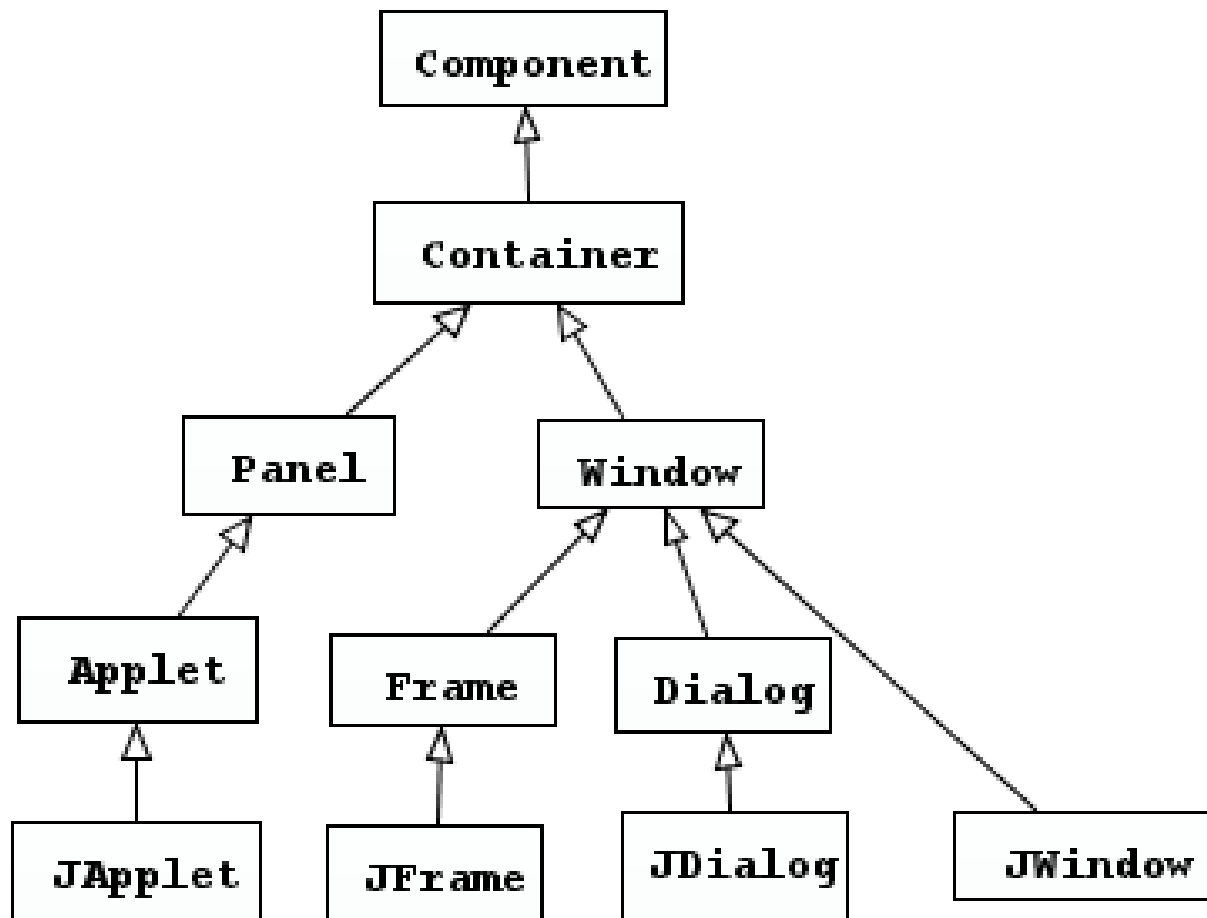 Component
Container
Panel
Window
Applet
Frame
Dialog
JApplet
JFrame
JDialog
JWindow